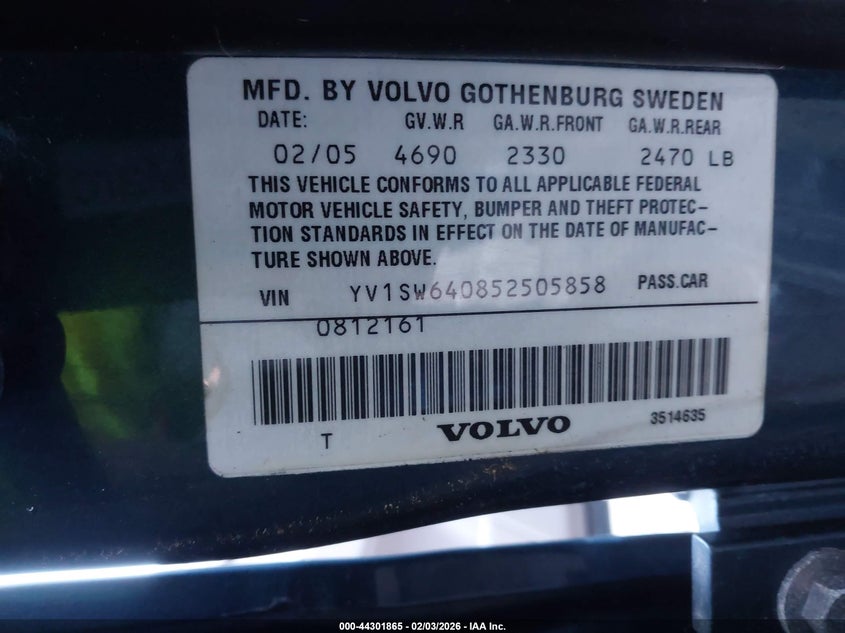 MFD. BY VOLVO GOTHENBURG SWEDEN
DATE: GV.W.R GA.W.R.FRONT GA.W.R.REAR
02/05 4690 2330 2470 LB
THIS VEHICLE CONFORMS TO ALL APPLICABLE FEDERAL
MOTOR VEHICLE SAFETY, BUMPER AND THEFT PROTEC-
TION STANDARDS IN EFFECT ON THE DATE OF MANUFAC-
TURE SHOWN ABOVE.
VIN YV1SW640852505858 PASS.CAR
0812161
T VOLVO 3514635
000-44301865 - 02/03/2026 - IAA Inc.